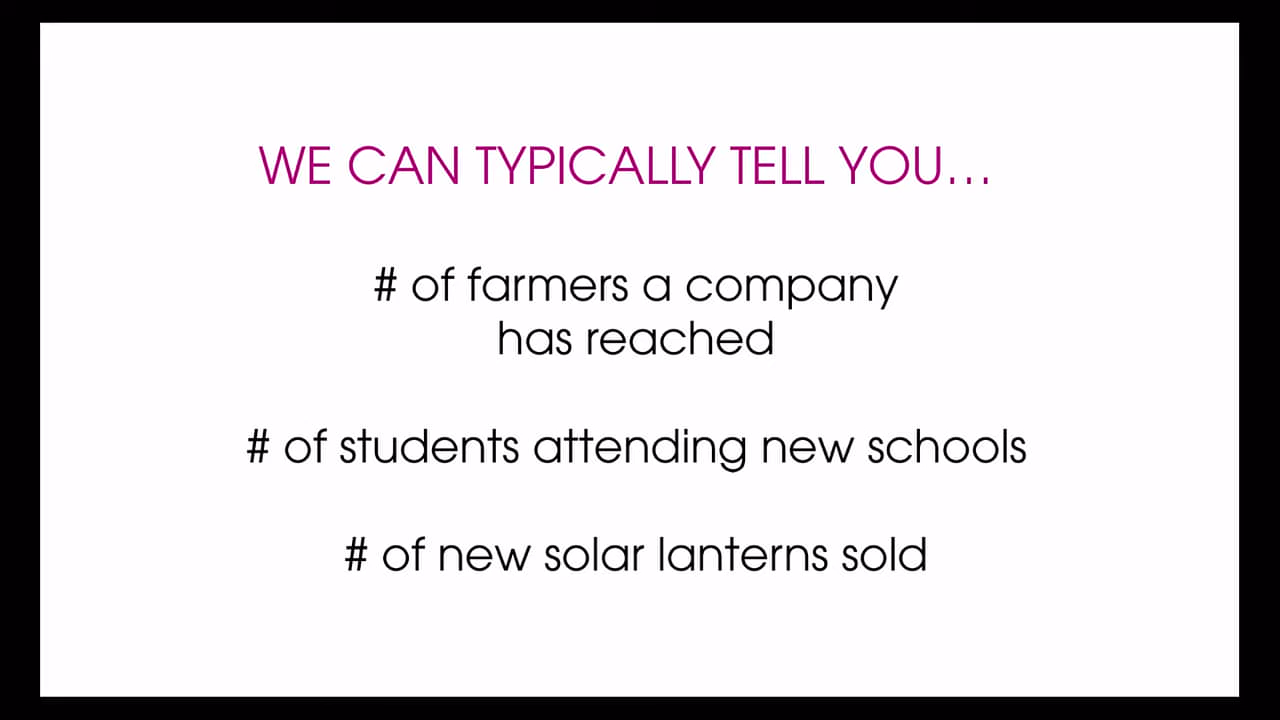 WE CAN TYPICALLY TELL YOU...
# of farmers a company
has reached
# of students attending new schools
# of new solar lanterns sold